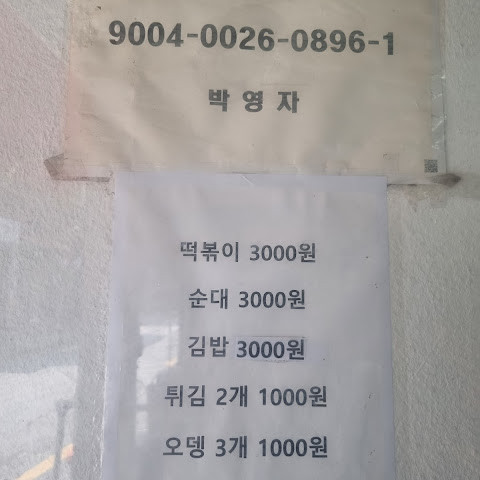 9004-0026-0896-1
박영자
떡볶이 3000원
순대 3000원
김밥 3000원
튀김 2개 1000원
오뎅 3개 1000원